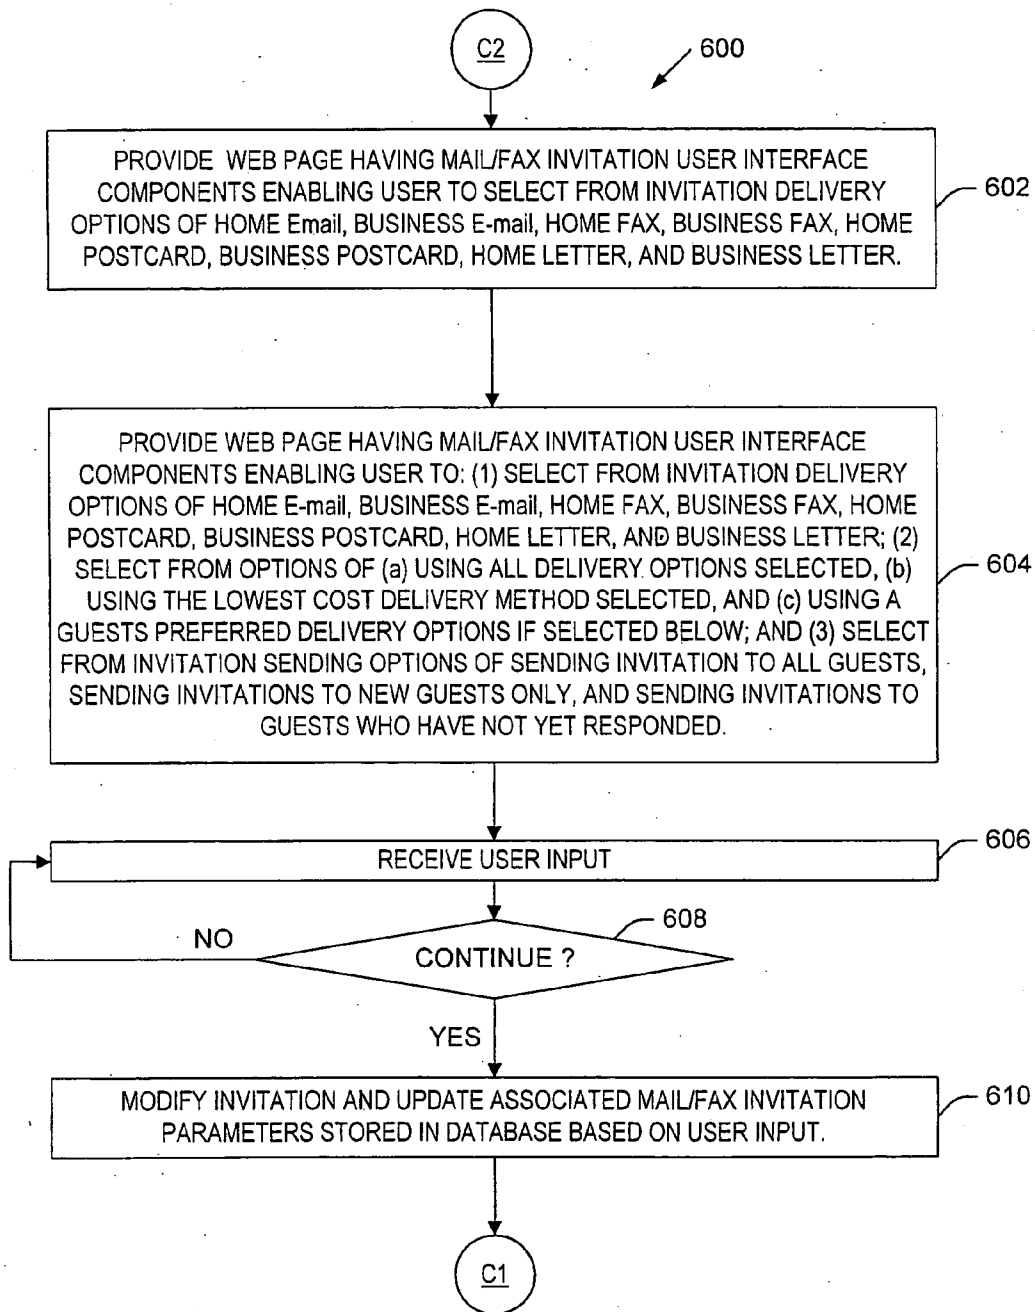 C2
600
PROVIDE WEB PAGE HAVING MAIL/FAX INVITATION USER INTERFACE
COMPONENTS ENABLING USER TO SELECT FROM INVITATION DELIVERY
OPTIONS OF HOME Email, BUSINESS E-mail, HOME FAX, BUSINESS FAX, HOME
POSTCARD, BUSINESS POSTCARD, HOME LETTER, AND BUSINESS LETTER.
602
PROVIDE WEB PAGE HAVING MAIL/FAX INVITATION USER INTERFACE
COMPONENTS ENABLING USER TO: (1) SELECT FROM INVITATION DELIVERY
OPTIONS OF HOME E-mail, BUSINESS E-mail, HOME FAX, BUSINESS FAX, HOME
POSTCARD, BUSINESS POSTCARD, HOME LETTER, AND BUSINESS LETTER; (2)
SELECT FROM OPTIONS OF (a) USING ALL DELIVERY OPTIONS SELECTED, (b)
USING THE LOWEST COST DELIVERY METHOD SELECTED, AND (c) USING A
GUESTS PREFERRED DELIVERY OPTIONS IF SELECTED BELOW; AND (3) SELECT
FROM INVITATION SENDING OPTIONS OF SENDING INVITATION TO ALL GUESTS,
SENDING INVITATIONS TO NEW GUESTS ONLY, AND SENDING INVITATIONS TO
GUESTS WHO HAVE NOT YET RESPONDED.
604
RECEIVE USER INPUT
606
608
NO
CONTINUE ?
YES
MODIFY INVITATION AND UPDATE ASSOCIATED MAIL/FAX INVITATION
PARAMETERS STORED IN DATABASE BASED ON USER INPUT.
610
C1